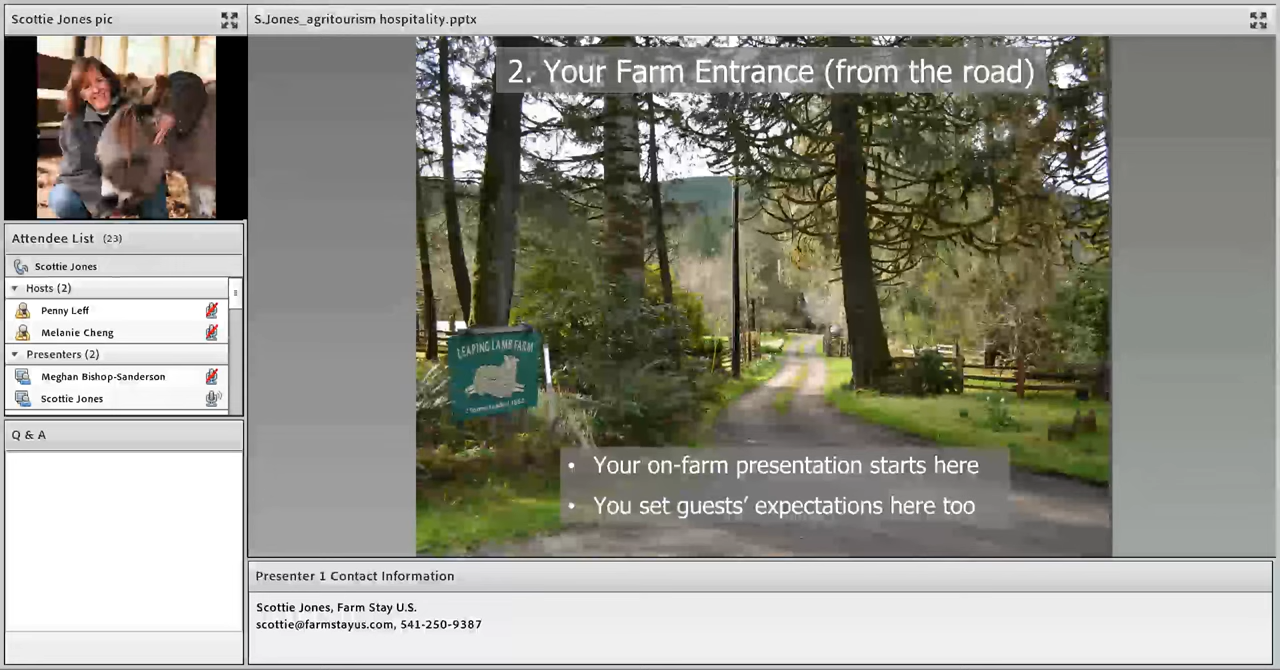 Scottie Jones pic
S.Jones_agritourism hospitality.pptx
2. Your Farm Entrance (from the road)
LEAPING LAMB FARM
• Your on-farm presentation starts here
• You set guests’ expectations here too
Attendee List (23)
Scottie Jones
Hosts (2)
Penny Leff
Melanie Cheng
Presenters (2)
Meghan Bishop-Sanderson
Scottie Jones
Q & A
Presenter 1 Contact Information
Scottie Jones, Farm Stay U.S.
scottie@farmstayus.com, 541-250-9387